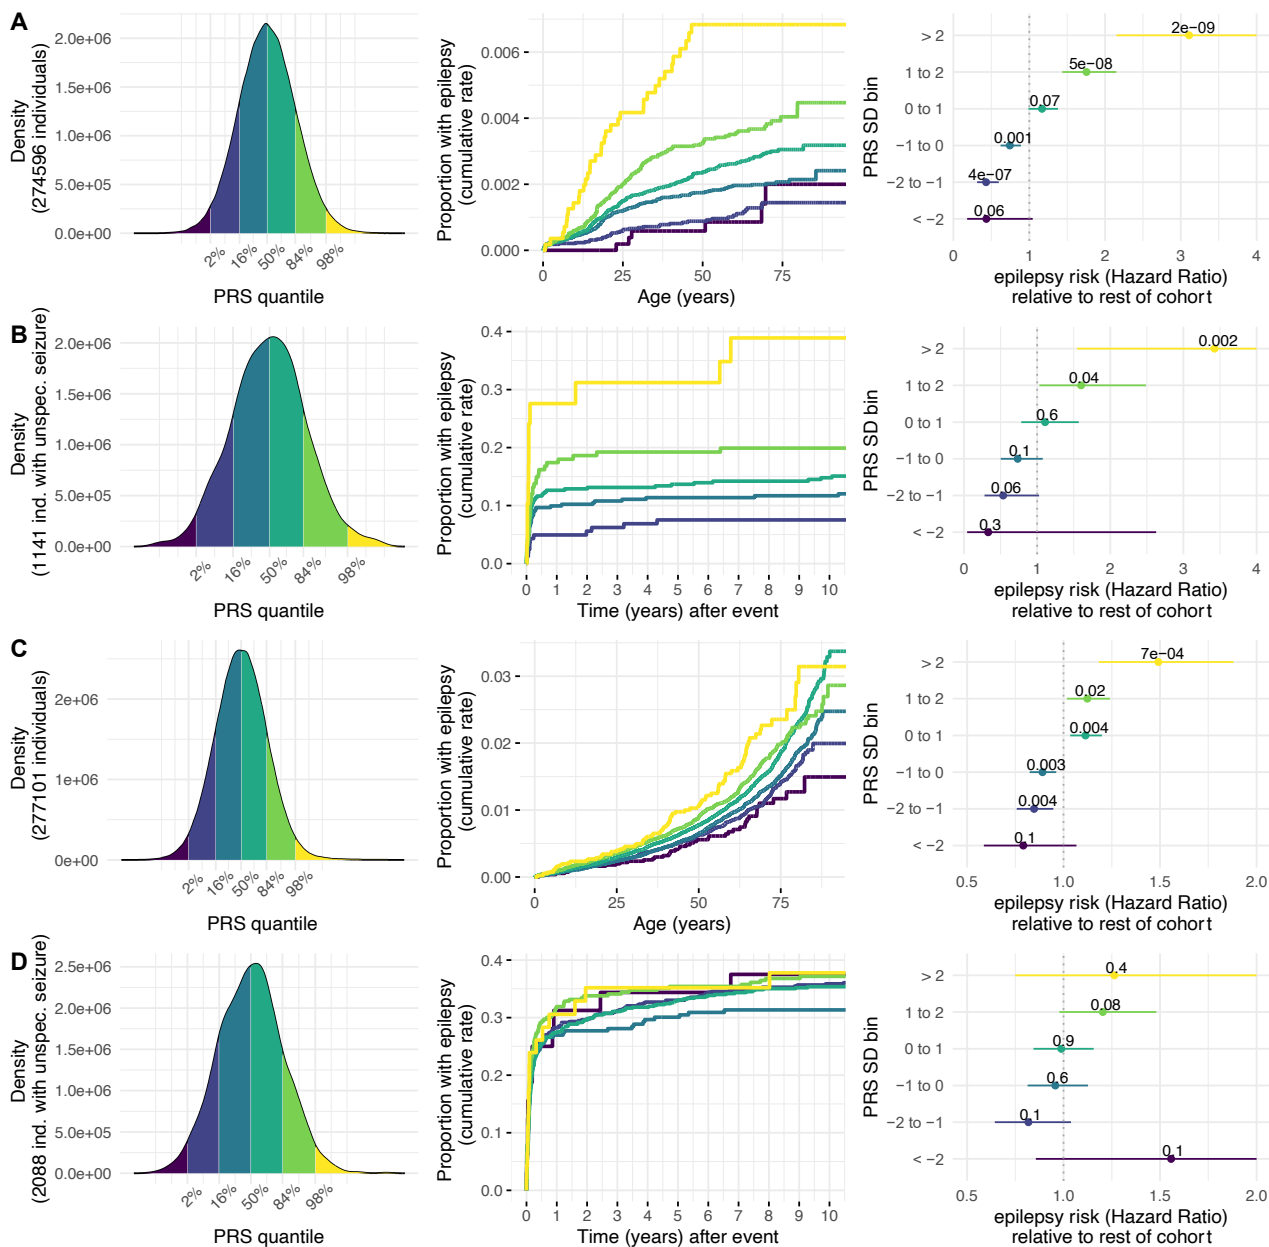 A
Density
(274596 individuals)
2.0e+06
1.5e+06
1.0e+06
5.0e+05
0.0e+00
2% 16% 50% 84% 98%
PRS quantile
Proportion with epilepsy
(cumulative rate)
0.006
0.004
0.002
0.000
0 25 50 75
Age (years)
PRS SD bin
> 2
1 to 2
0 to 1
−1 to 0
−2 to −1
< −2
2e−09
5e−08
0.07
0.001
4e−07
0.06
0 1 2 3 4
epilepsy risk (Hazard Ratio)
relative to rest of cohort
B
Density
(1141 ind. with unspec. seizure)
2.0e+06
1.5e+06
1.0e+06
5.0e+05
0.0e+00
2% 16% 50% 84% 98%
PRS quantile
Proportion with epilepsy
(cumulative rate)
0.4
0.3
0.2
0.1
0.0
0 1 2 3 4 5 6 7 8 9 10
Time (years) after event
PRS SD bin
> 2
1 to 2
0 to 1
−1 to 0
−2 to −1
< −2
0.002
0.04
0.6
0.1
0.06
0.3
0 1 2 3 4
epilepsy risk (Hazard Ratio)
relative to rest of cohort
C
Density
(277101 individuals)
2e+06
1e+06
0e+00
2% 16% 50% 84% 98%
PRS quantile
Proportion with epilepsy
(cumulative rate)
0.03
0.02
0.01
0.00
0 25 50 75
Age (years)
PRS SD bin
> 2
1 to 2
0 to 1
−1 to 0
−2 to −1
< −2
7e−04
0.02
0.004
0.003
0.004
0.1
0.5 1.0 1.5 2.0
epilepsy risk (Hazard Ratio)
relative to rest of cohort
D
Density
(2088 ind. with unspec. seizure)
2.5e+06
2.0e+06
1.5e+06
1.0e+06
5.0e+05
0.0e+00
2% 16% 50% 84% 98%
PRS quantile
Proportion with epilepsy
(cumulative rate)
0.4
0.3
0.2
0.1
0.0
0 1 2 3 4 5 6 7 8 9 10
Time (years) after event
PRS SD bin
> 2
1 to 2
0 to 1
−1 to 0
−2 to −1
< −2
0.4
0.08
0.9
0.6
0.1
0.1
0.5 1.0 1.5 2.0
epilepsy risk (Hazard Ratio)
relative to rest of cohort